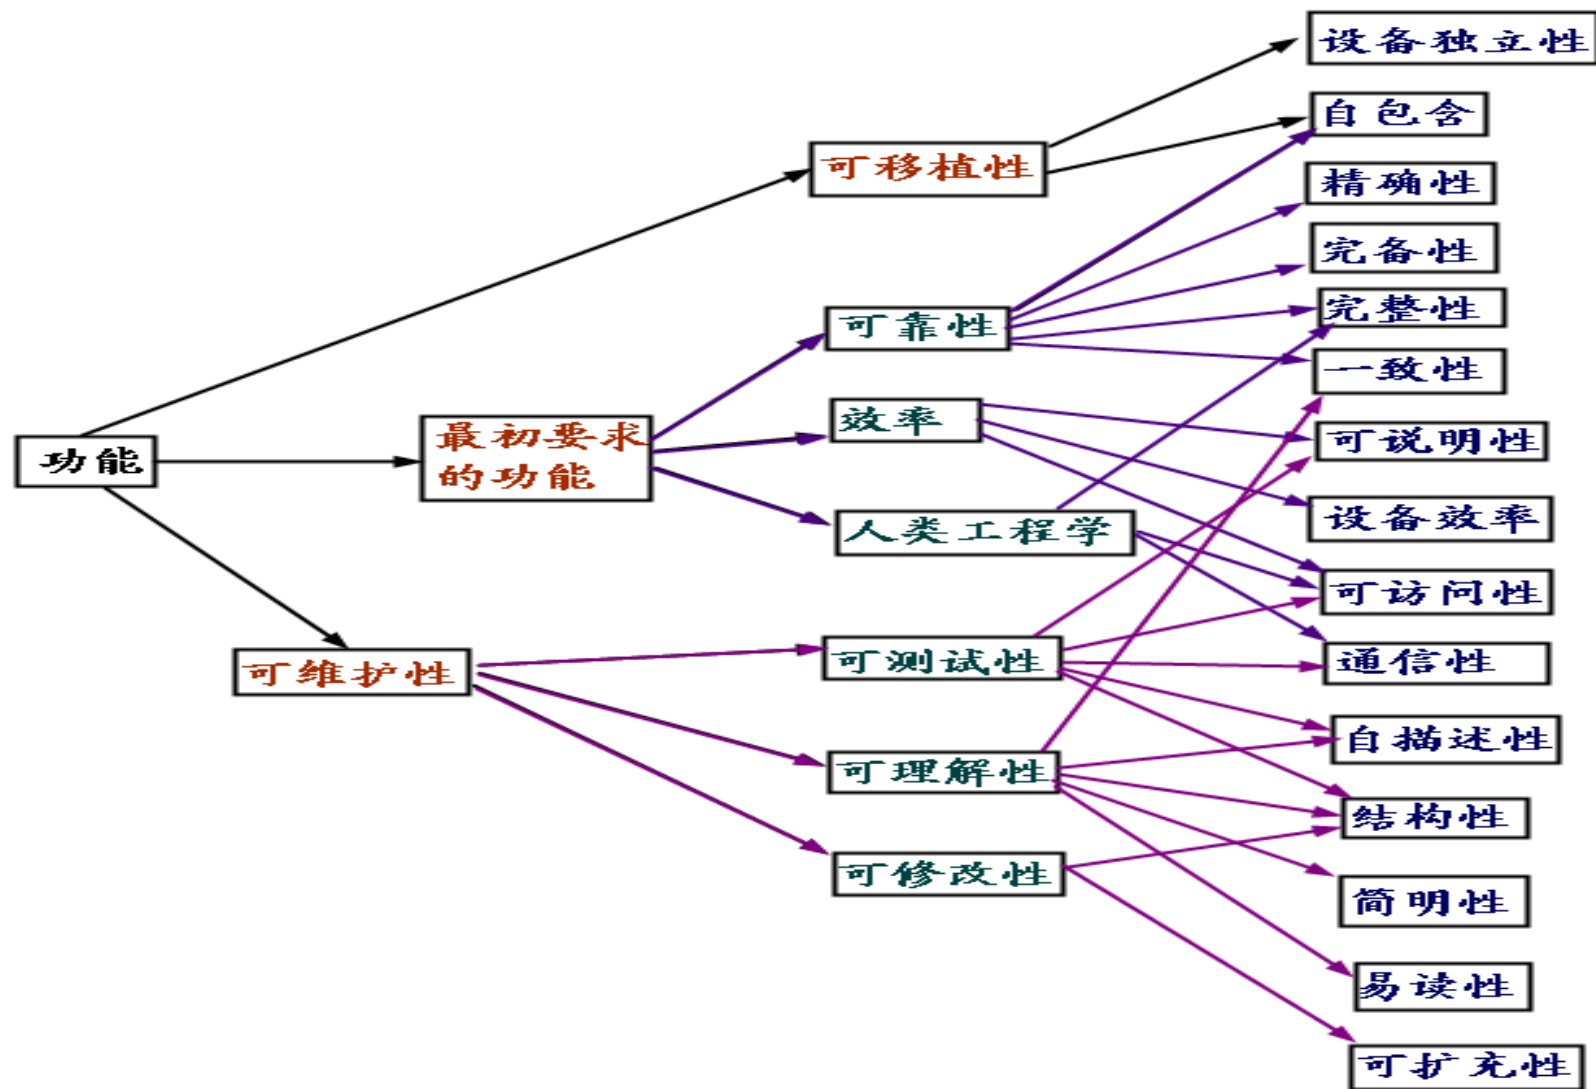 设备独立性
自包含
可移植性
精确性
完备性
完整性
可靠性
一致性
效率
最初要求
的功能
可说明性
功能
设备效率
人类工程学
可访问性
可测试性
通信性
可维护性
自描述性
可理解性
结构性
可修改性
简明性
易读性
可扩充性